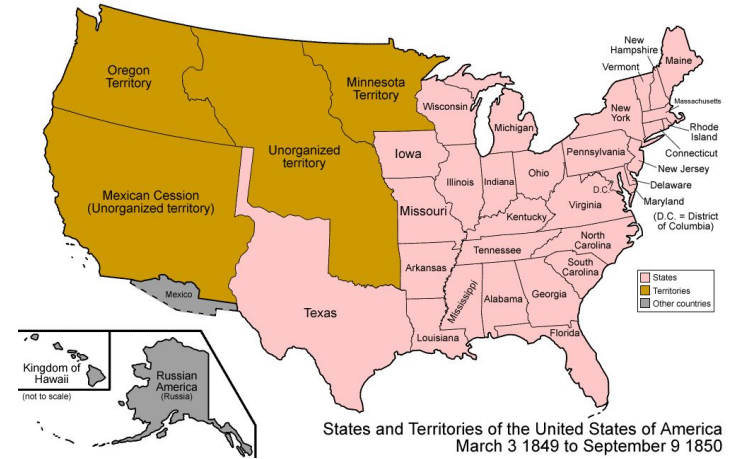 New
Hampshire
Vermont
Maine
Oregon
Territory
Minnesota
Territory
Wisconsin
Michigan
New
York
Massachusetts
Rhode
Island
Connecticut
New Jersey
Delaware
Maryland
(D.C. = District
of Columbia)
Unorganized
territory
Iowa
Pennsylvania
Illinois
Indiana
Ohio
D.C.
Virginia
Mexican Cession
(Unorganized territory)
Missouri
Kentucky
North
Carolina
Tennessee
South
Carolina
Arkansas
Mississippi
Alabama
Georgia
States
Territories
Other countries
Mexico
Texas
Louisiana
Florida
Kingdom of
Hawaii
(not to scale)
Russian
America
(Russia)
States and Territories of the United States of America
March 3 1849 to September 9 1850